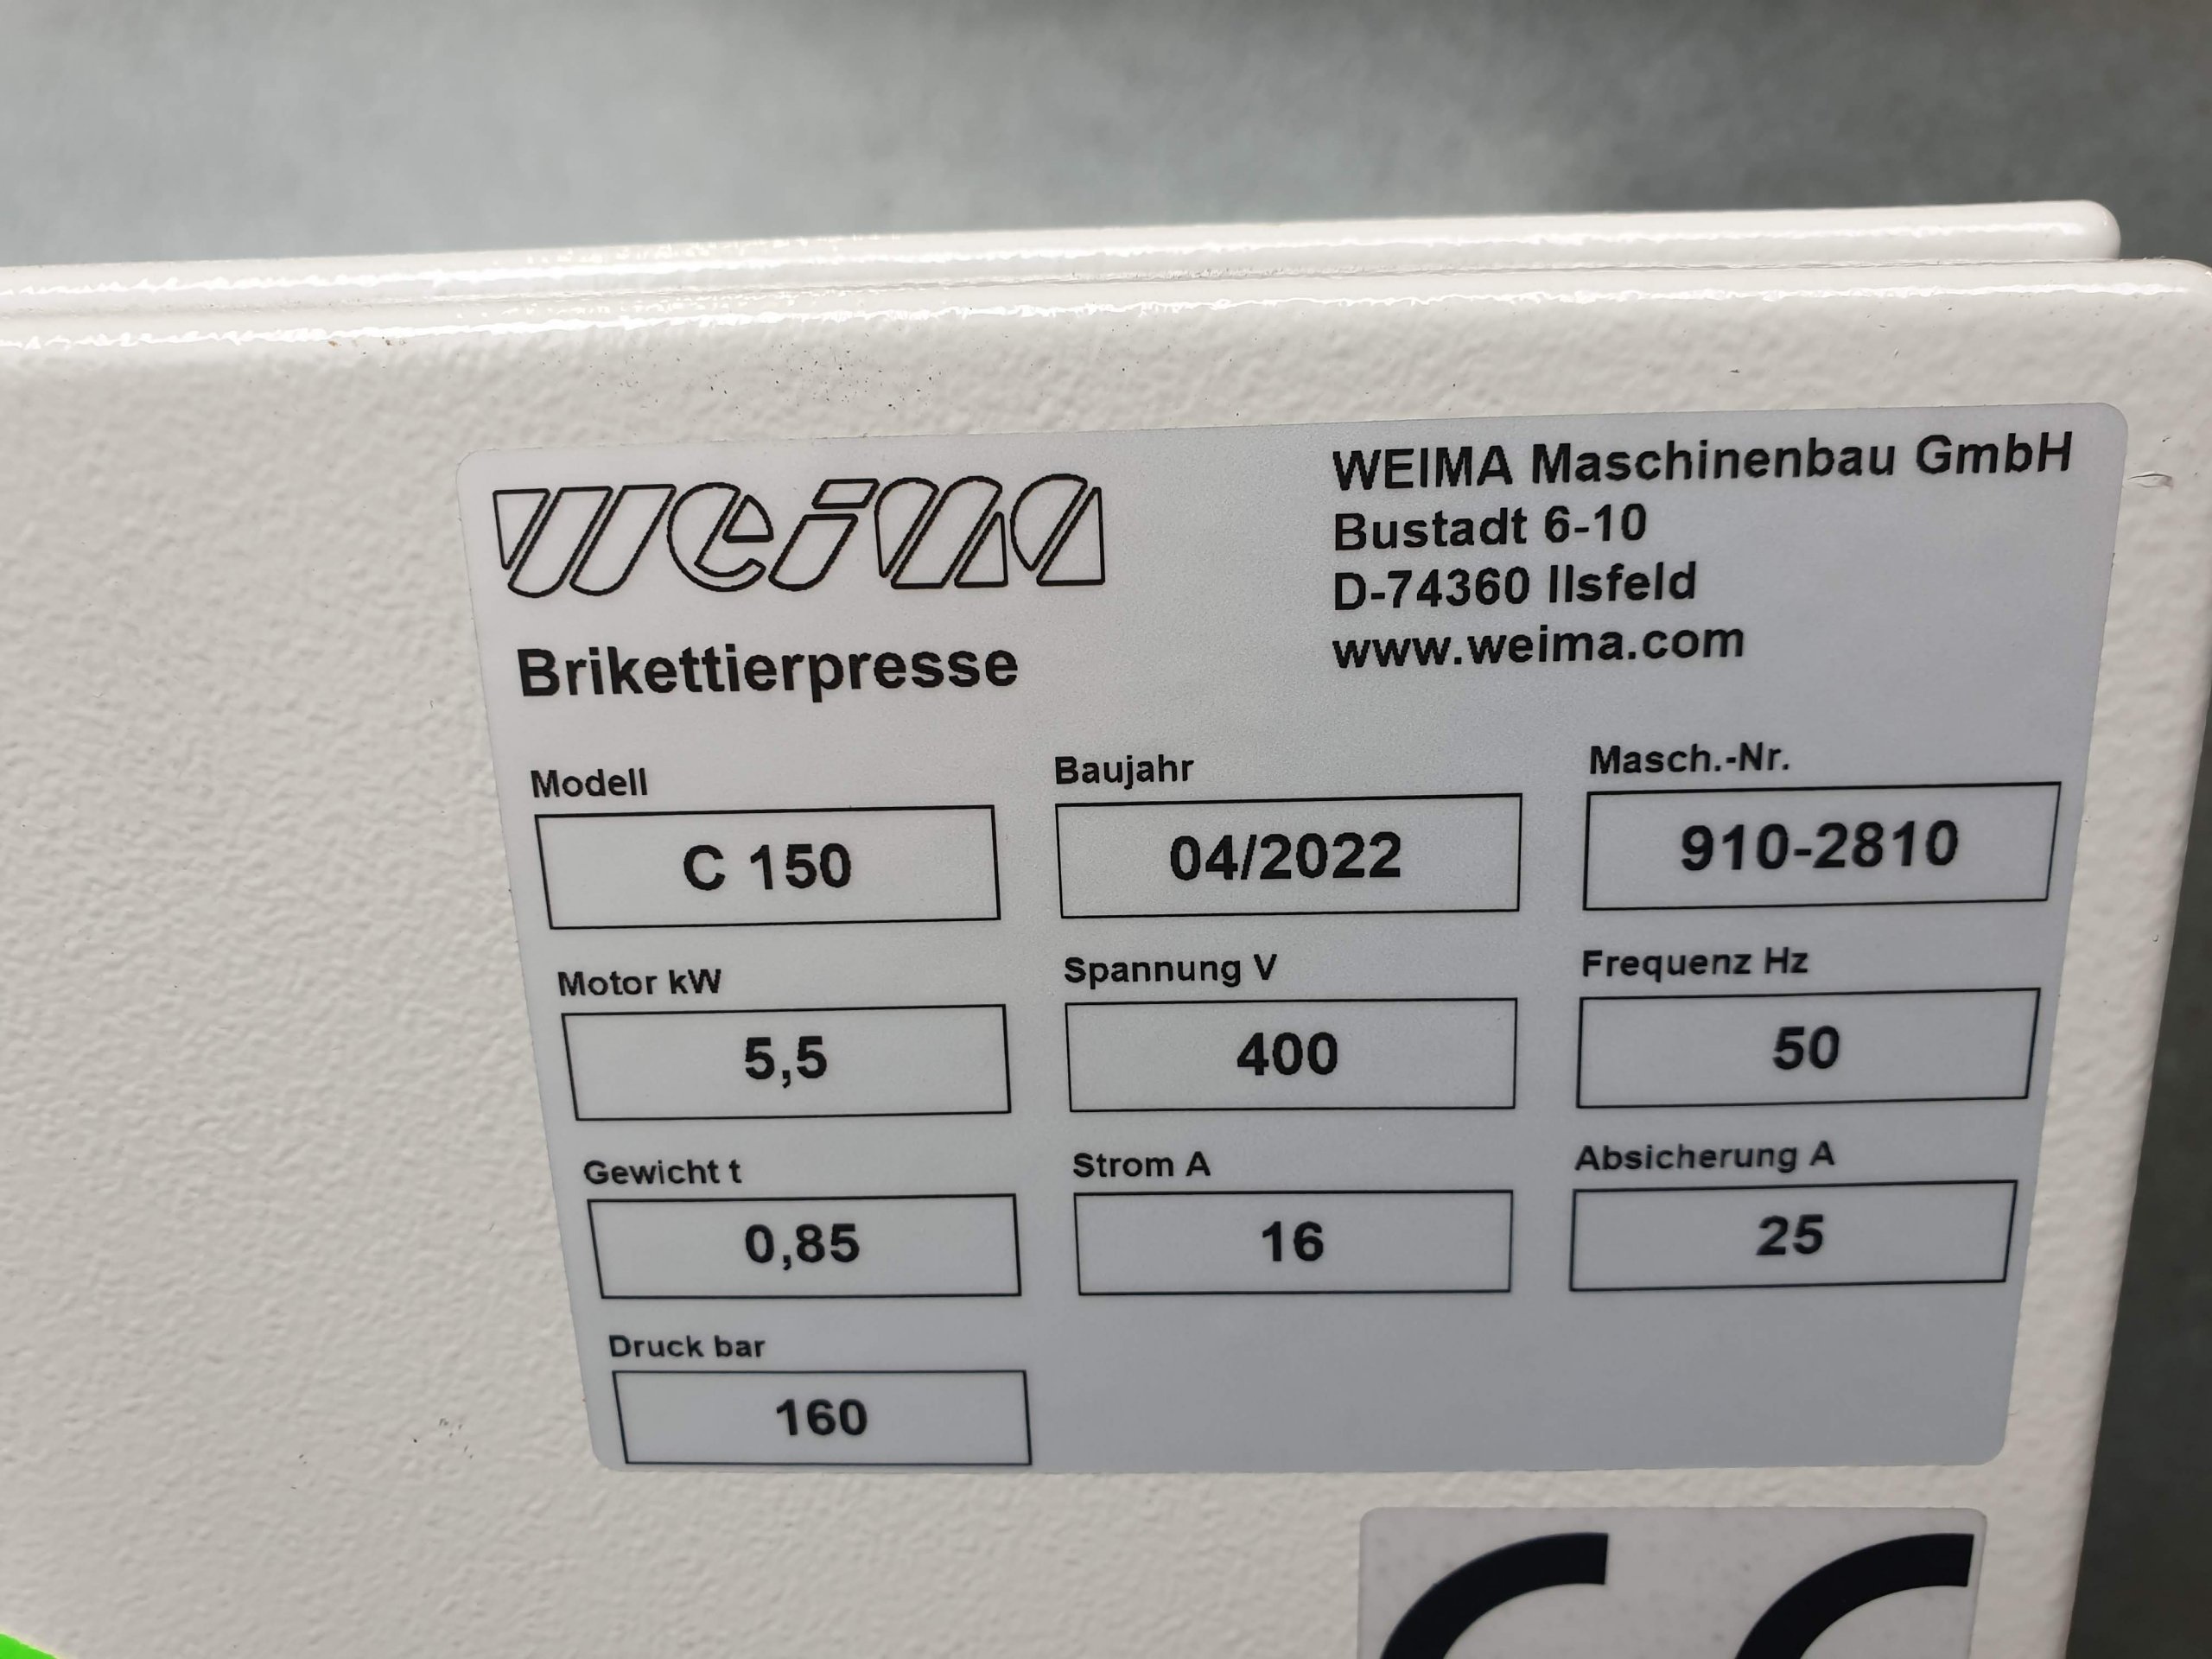 weima
WEIMA Maschinenbau GmbH
Bustadt 6-10
D-74360 Ilsfeld
www.weima.com
Brikettierpresse
Modell Baujahr Masch.-Nr.
C 150 04/2022 910-2810
Motor kW Spannung V Frequenz Hz
5,5 400 50
Gewicht t Strom A Absicherung A
0,85 16 25
Druck bar
160
CE